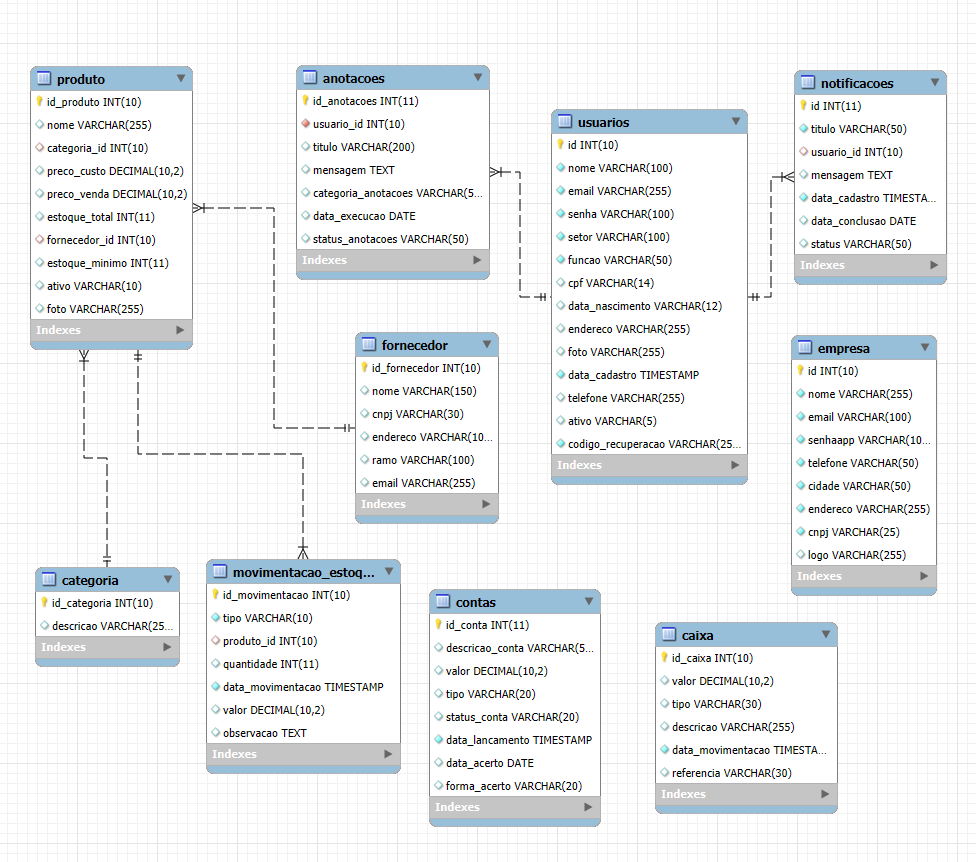 produto
id_produto INT(10)
nome VARCHAR(255)
categoria_id INT(10)
preco_custo DECIMAL(10,2)
preco_venda DECIMAL(10,2)
estoque_total INT(11)
fornecedor_id INT(10)
estoque_minimo INT(11)
ativo VARCHAR(10)
foto VARCHAR(255)
Indexes
anotacoes
id_anotacoes INT(11)
usuario_id INT(10)
titulo VARCHAR(200)
mensagem TEXT
categoria_anotacoes VARCHAR(5...
data_execucao DATE
status_anotacoes VARCHAR(50)
Indexes
usuarios
id INT(10)
nome VARCHAR(100)
email VARCHAR(255)
senha VARCHAR(100)
setor VARCHAR(100)
funcao VARCHAR(50)
cpf VARCHAR(14)
data_nascimento VARCHAR(12)
endereco VARCHAR(255)
foto VARCHAR(255)
data_cadastro TIMESTAMP
telefone VARCHAR(255)
ativo VARCHAR(5)
codigo_recuperacao VARCHAR(25...
Indexes
notificacoes
id INT(11)
titulo VARCHAR(50)
usuario_id INT(10)
mensagem TEXT
data_cadastro TIMESTA...
data_conclusao DATE
status VARCHAR(50)
Indexes
fornecedor
id_fornecedor INT(10)
nome VARCHAR(150)
cnpj VARCHAR(30)
endereco VARCHAR(10...
ramo VARCHAR(100)
email VARCHAR(255)
Indexes
empresa
id INT(10)
nome VARCHAR(255)
email VARCHAR(100)
senhaapp VARCHAR(10...
telefone VARCHAR(50)
cidade VARCHAR(50)
endereco VARCHAR(255)
cnpj VARCHAR(25)
logo VARCHAR(255)
Indexes
categoria
id_categoria INT(10)
descricao VARCHAR(25...
Indexes
movimentacao_estoq...
id_movimentacao INT(10)
tipo VARCHAR(10)
produto_id INT(10)
quantidade INT(11)
data_movimentacao TIMESTAMP
valor DECIMAL(10,2)
observacao TEXT
Indexes
contas
id_conta INT(11)
descricao_conta VARCHAR(5...
valor DECIMAL(10,2)
tipo VARCHAR(20)
status_conta VARCHAR(20)
data_lancamento TIMESTAMP
data_acerto DATE
forma_acerto VARCHAR(20)
Indexes
caixa
id_caixa INT(10)
valor DECIMAL(10,2)
tipo VARCHAR(30)
descricao VARCHAR(255)
data_movimentacao TIMESTA...
referencia VARCHAR(30)
Indexes